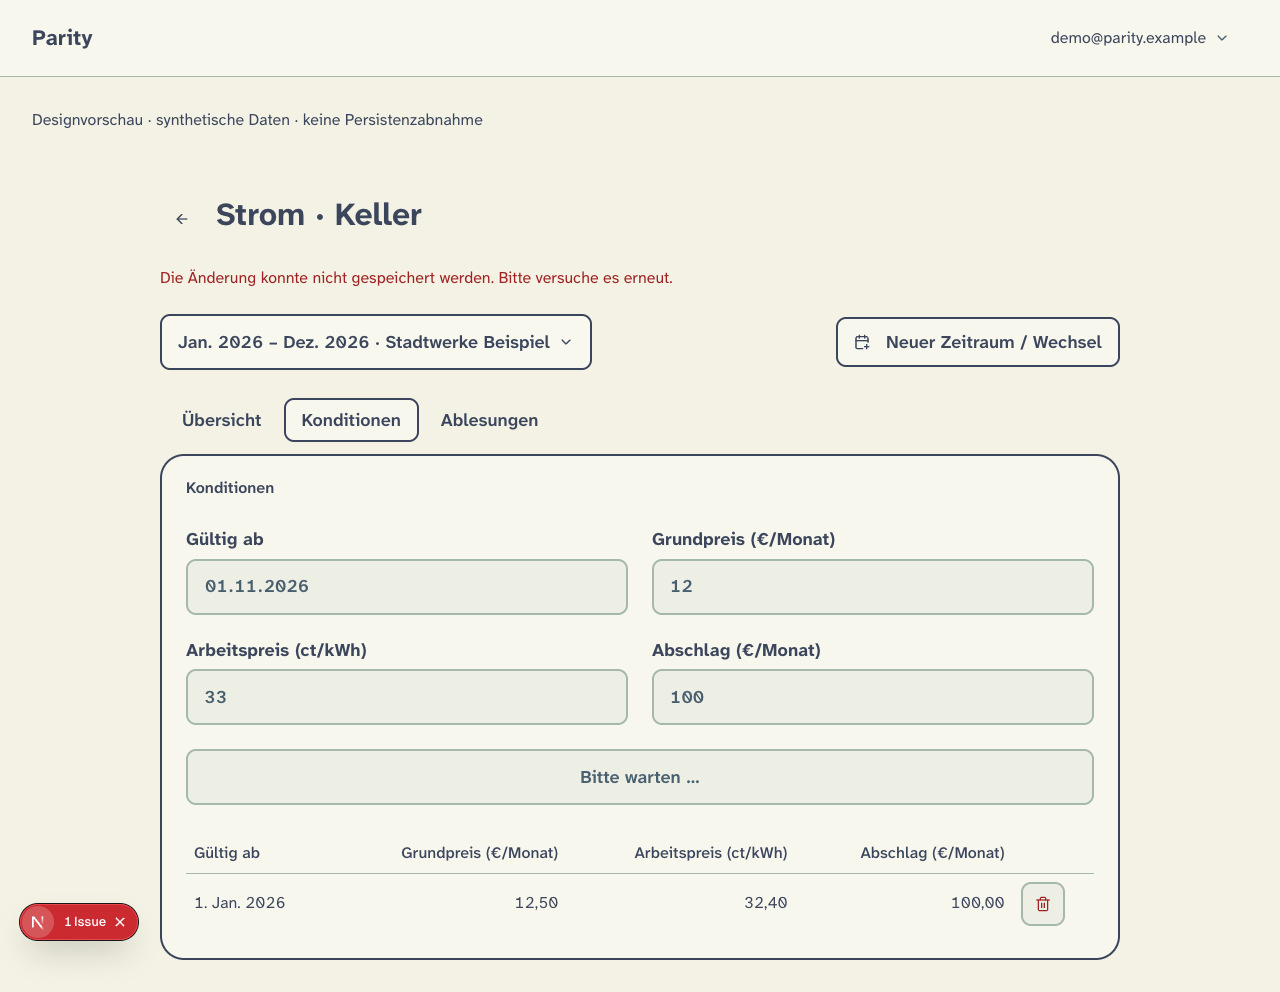 Parity
demo@parity.example
Designvorschau · synthetische Daten · keine Persistenzabnahme
Strom · Keller
Die Änderung konnte nicht gespeichert werden. Bitte versuche es erneut.
Jan. 2026 – Dez. 2026 · Stadtwerke Beispiel
Neuer Zeitraum / Wechsel
Übersicht
Konditionen
Ablesungen
Konditionen
Gültig ab
Grundpreis (€/Monat)
01.11.2026
12
Arbeitspreis (ct/kWh)
Abschlag (€/Monat)
33
100
Bitte warten …
Gültig ab
Grundpreis (€/Monat)
Arbeitspreis (ct/kWh)
Abschlag (€/Monat)
1. Jan. 2026
12,50
32,40
100,00
N
1 Issue